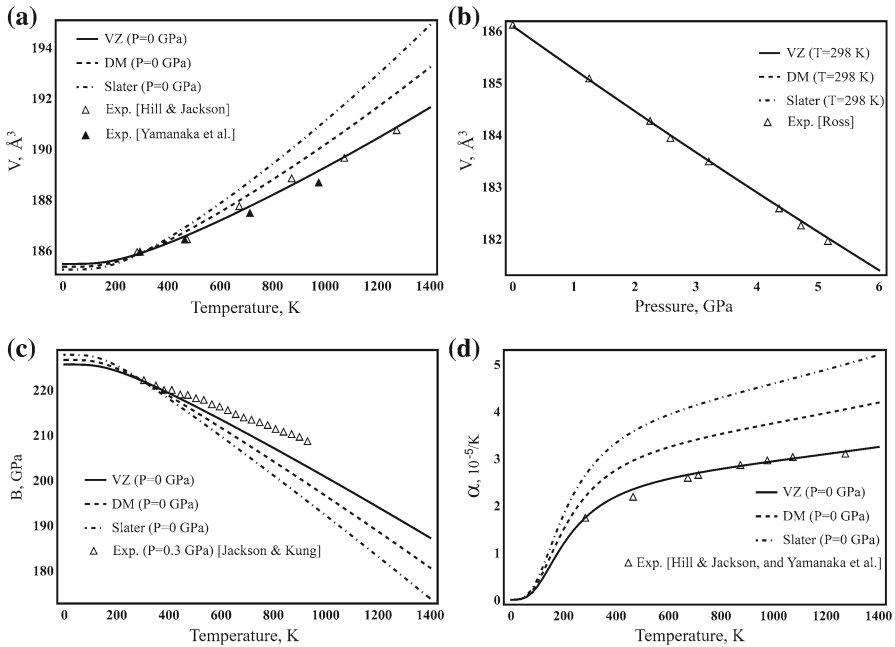 (a)
V, Å³
194
192
190
188
186
VZ (P=0 GPa)
DM (P=0 GPa)
Slater (P=0 GPa)
Exp. [Hill & Jackson]
Exp. [Yamanaka et al.]
0 200 400 600 800 1000 1200 1400
Temperature, K
(b)
V, Å³
186
185
184
183
182
VZ (T=298 K)
DM (T=298 K)
Slater (T=298 K)
Exp. [Ross]
0 1 2 3 4 5 6
Pressure, GPa
(c)
B, GPa
220
210
200
190
180
VZ (P=0 GPa)
DM (P=0 GPa)
Slater (P=0 GPa)
Exp. (P=0.3 GPa) [Jackson & Kung]
0 200 400 600 800 1000 1200 1400
Temperature, K
(d)
α, 10⁻⁵/K
5
4
3
2
1
0
VZ (P=0 GPa)
DM (P=0 GPa)
Slater (P=0 GPa)
Exp. [Hill & Jackson, and Yamanaka et al.]
0 200 400 600 800 1000 1200 1400
Temperature, K